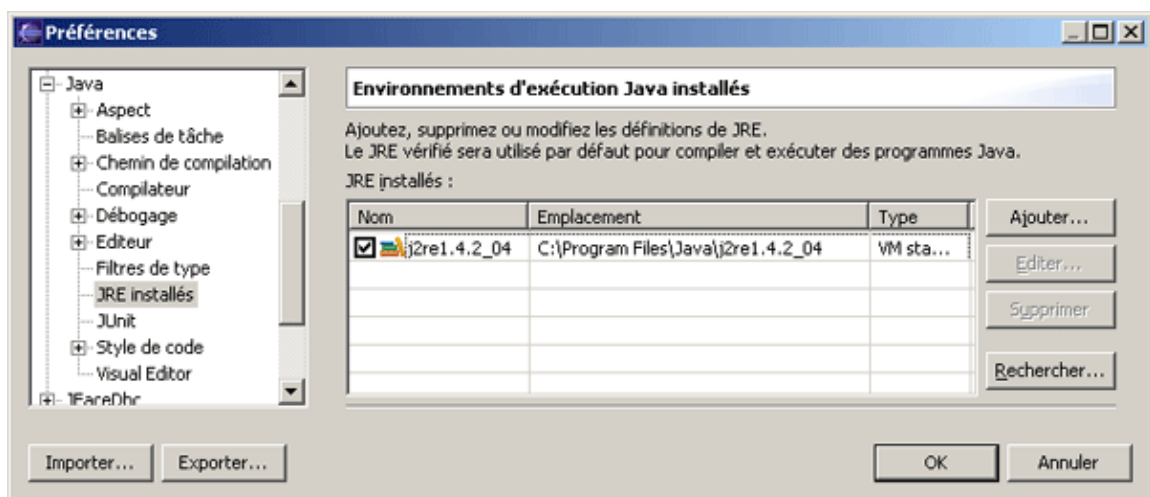 Préférences
Java
Aspect
Balises de tâche
Chemin de compilation
Compilateur
Débogage
Editeur
Filtres de type
JRE installés
JUnit
Style de code
Visual Editor
JFaceDbc
Environnements d'exécution Java installés
Ajoutez, supprimez ou modifiez les définitions de JRE.
Le JRE vérifié sera utilisé par défaut pour compiler et exécuter des programmes Java.
JRE installés :
Nom Emplacement Type
j2re1.4.2_04 C:\Program Files\Java\j2re1.4.2_04 VM sta...
Ajouter...
Editer...
Supprimer
Rechercher...
Importer... Exporter... OK Annuler